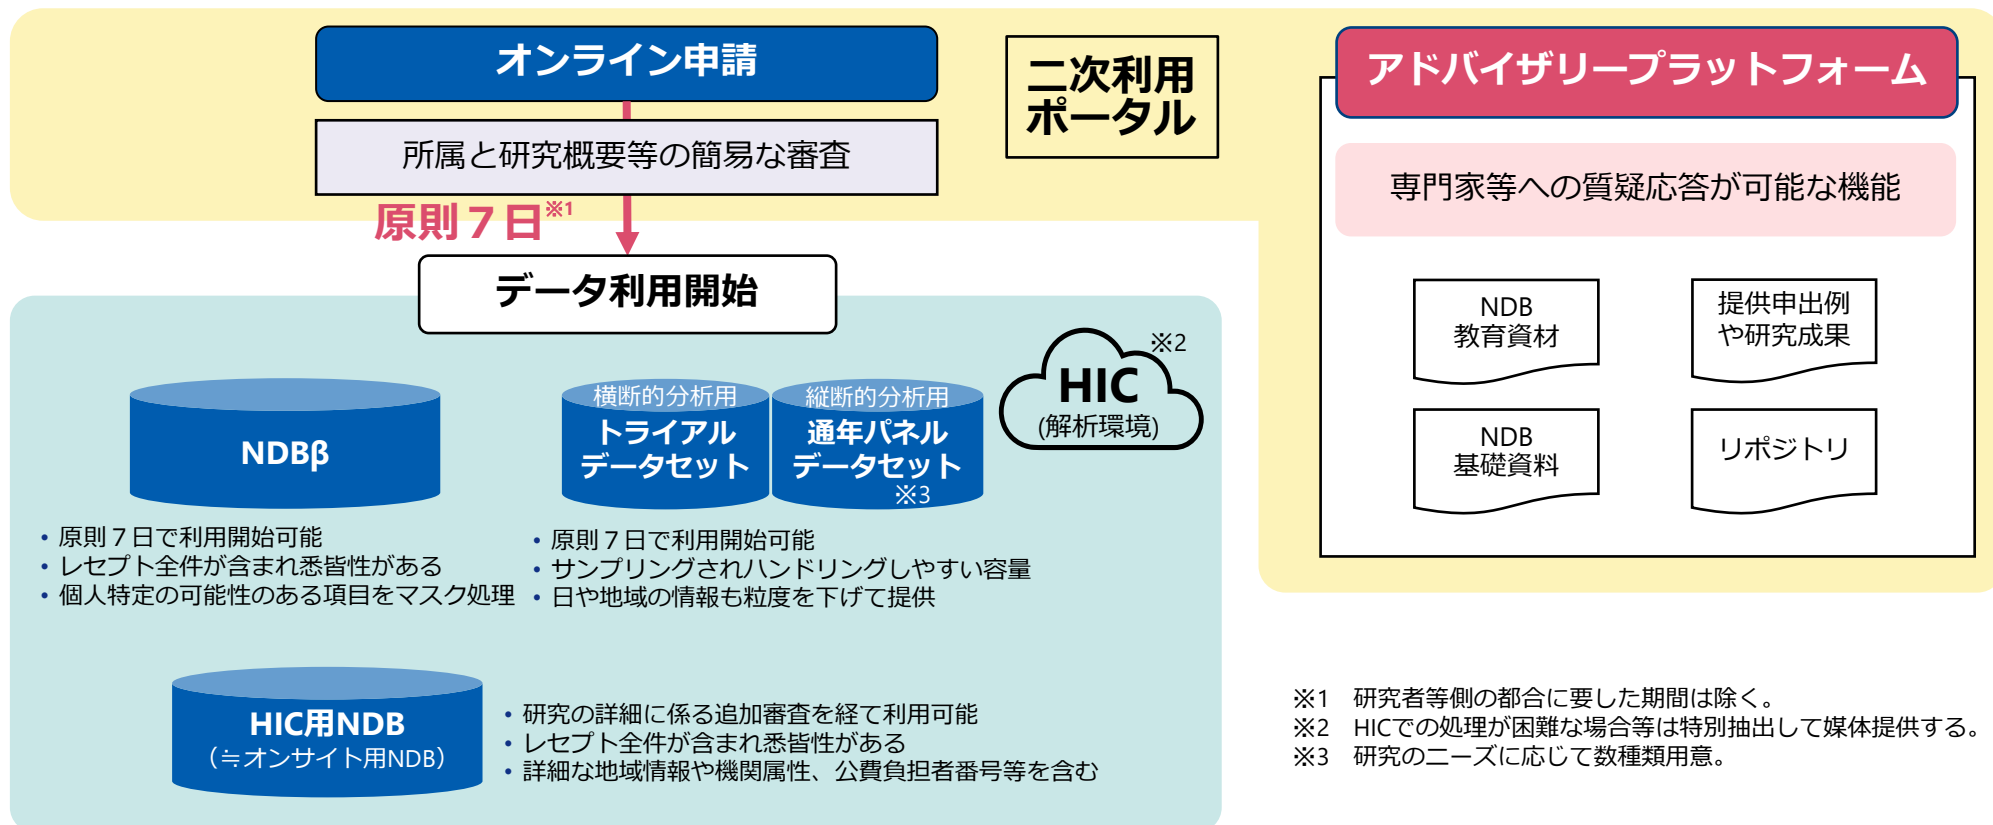 オンライン申請
所属と研究概要等の簡易な審査
原則７日※1
データ利用開始
二次利用
ポータル
アドバイザリープラットフォーム
専門家等への質疑応答が可能な機能
NDB
教育資材
提供申出例
や研究成果
NDB
基礎資料
リポジトリ
NDBβ
・原則７日で利用開始可能
・レセプト全件が含まれ悉皆性がある
・個人特定の可能性のある項目をマスク処理
横断的分析用
トライアル
データセット
縦断的分析用
通年パネル
データセット
※3
・原則７日で利用開始可能
・サンプリングされハンドリングしやすい容量
・日や地域の情報も粒度を下げて提供
※2
HIC
(解析環境)
HIC用NDB
（≒オンサイト用NDB）
・研究の詳細に係る追加審査を経て利用可能
・レセプト全件が含まれ悉皆性がある
・詳細な地域情報や機関属性、公費負担者番号等を含む
※1　研究者等側の都合に要した期間は除く。
※2　HICでの処理が困難な場合等は特別抽出して媒体提供する。
※3　研究のニーズに応じて数種類用意。